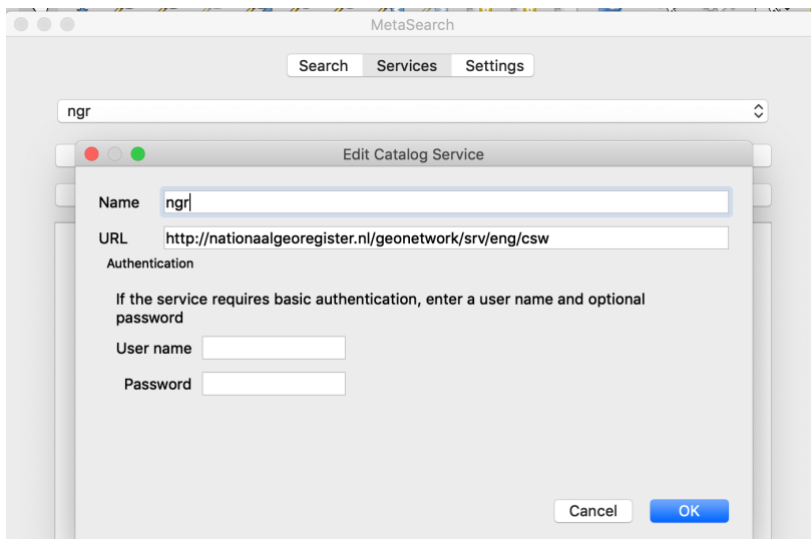 MetaSearch
Search Services Settings
ngr
Edit Catalog Service
Name ngr
URL http://nationaalgeoregister.nl/geonetwork/srv/eng/csw
Authentication
If the service requires basic authentication, enter a user name and optional
password
User name
Password
Cancel OK